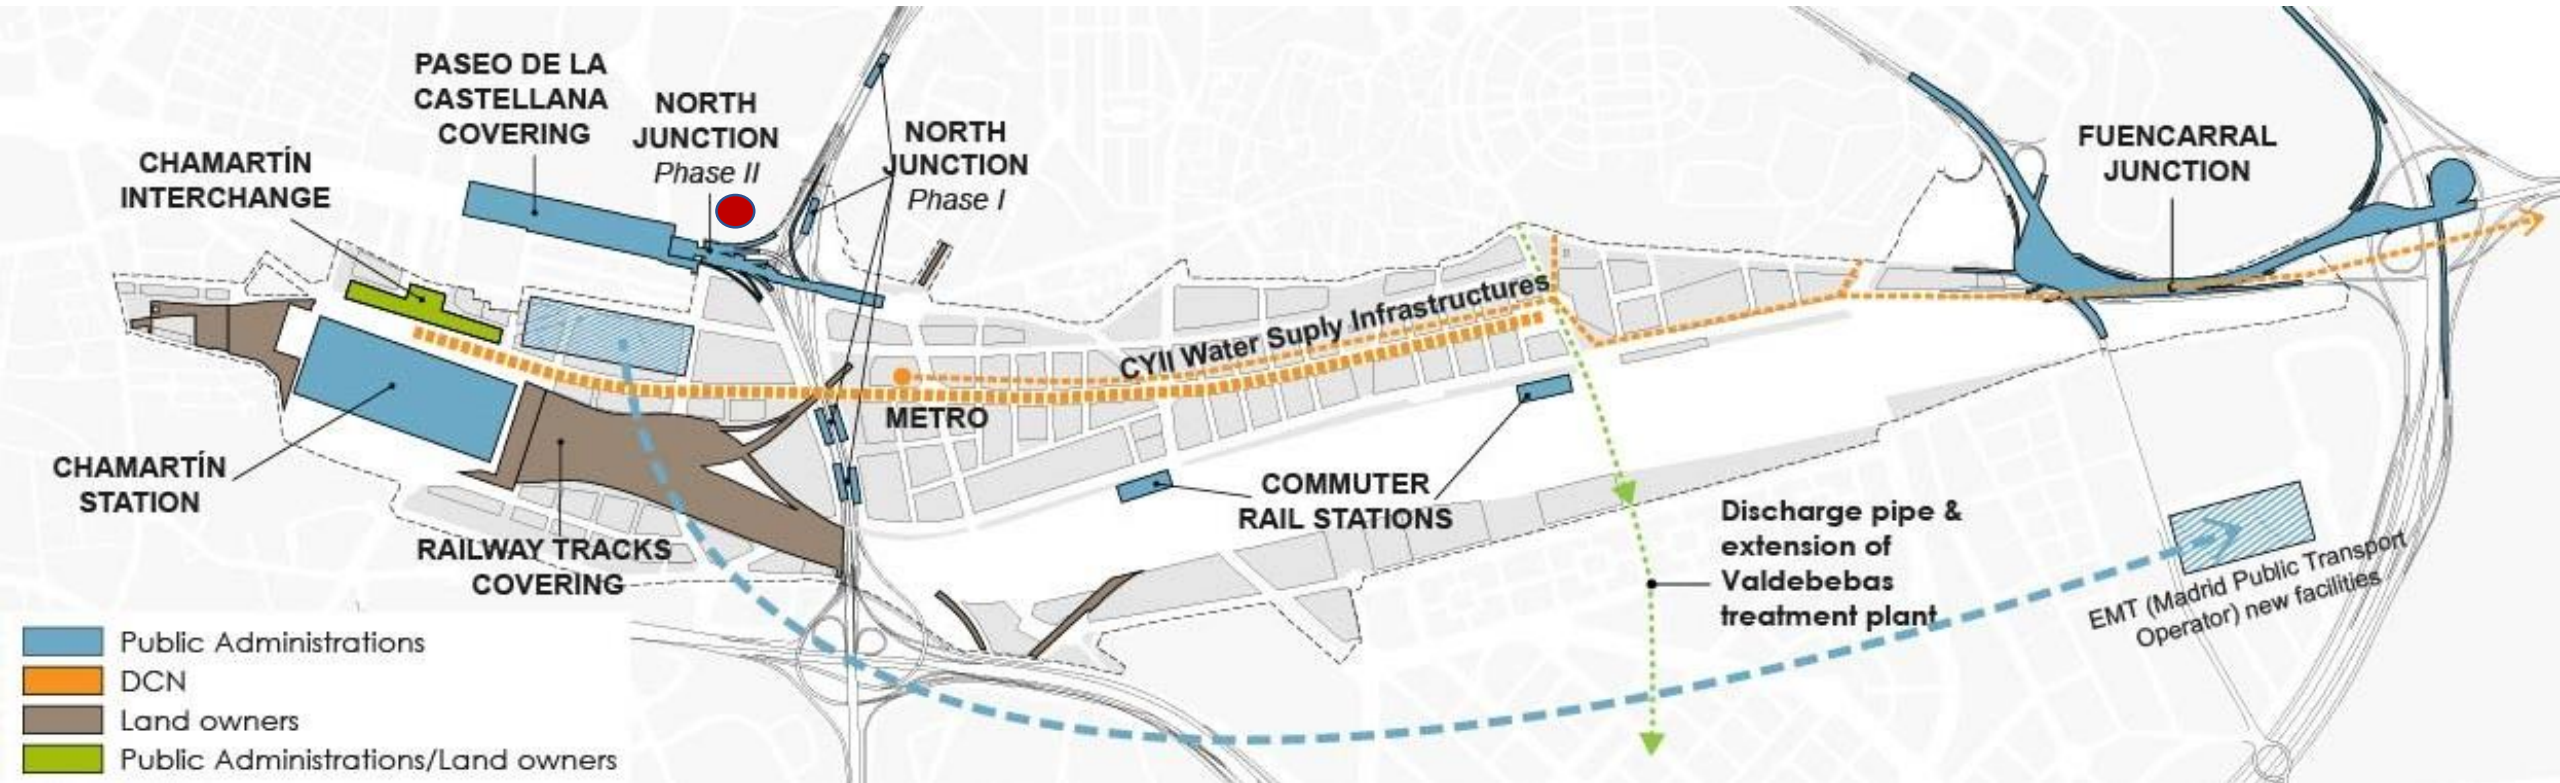 PASEO DE LA
CASTELLANA
COVERING
NORTH
JUNCTION
Phase II
NORTH
JUNCTION
Phase I
CHAMARTÍN
INTERCHANGE
FUENCARRAL
JUNCTION
CYII Water Suply Infrastructures
METRO
CHAMARTÍN
STATION
COMMUTER
RAIL STATIONS
Discharge pipe &
extension of
Valdebebas
treatment plant
RAILWAY TRACKS
COVERING
EMT (Madrid Public Transport
Operator) new facilities
Public Administrations
DCN
Land owners
Public Administrations/Land owners